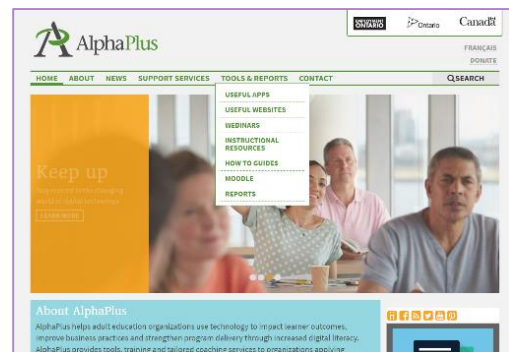 EMPLOYMENT ONTARIO
Ontario
Canada
AlphaPlus
FRANÇAIS
DONATE
HOME ABOUT NEWS SUPPORT SERVICES TOOLS & REPORTS CONTACT SEARCH
USEFUL APPS
USEFUL WEBSITES
WEBINARS
INSTRUCTIONAL
RESOURCES
HOW TO GUIDES
MOODLE
REPORTS
Keep up
LEARN MORE
About AlphaPlus
AlphaPlus helps adult education organizations use technology to impact learner outcomes,
improve business practices and strengthen program delivery through increased digital literacy.
AlphaPlus provides tools, training and tailored coaching services to organizations applying